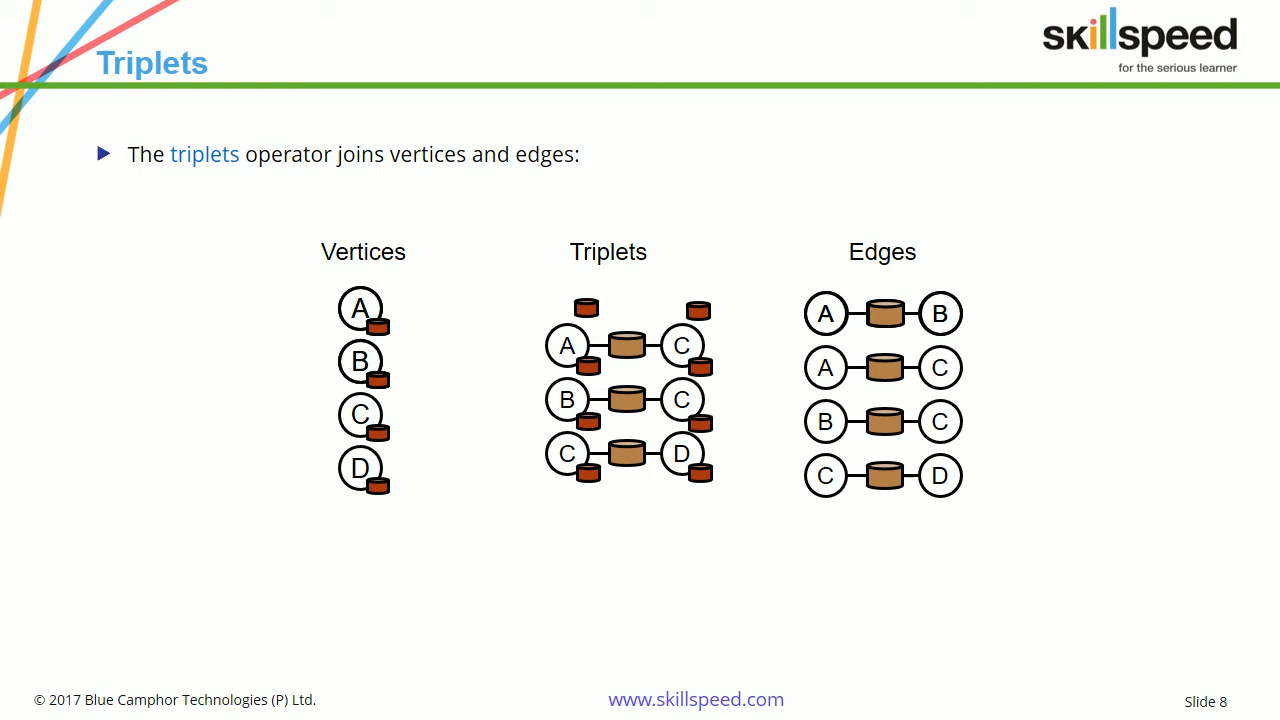 Triplets
skillspeed
for the serious learner
The triplets operator joins vertices and edges:
Vertices
A
B
C
D
Triplets
A C
B C
C D
Edges
A B
A C
B C
C D
© 2017 Blue Camphor Technologies (P) Ltd.
www.skillspeed.com
Slide 8